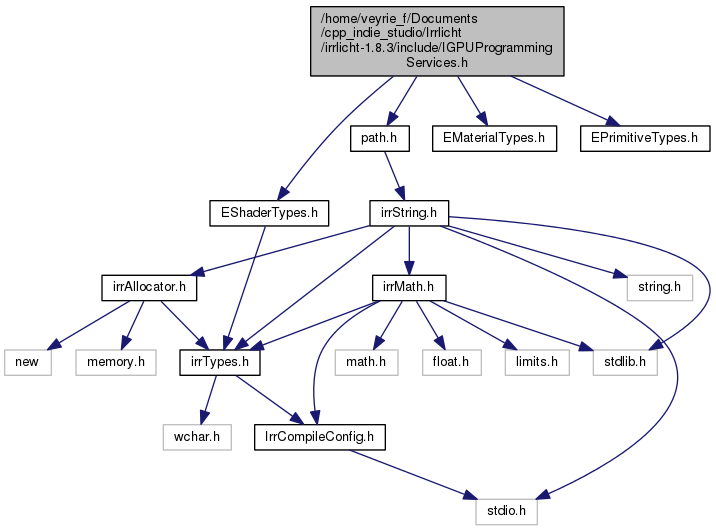 /home/veyrie_f/Documents
/cpp_indie_studio/Irrlicht
/irrlicht-1.8.3/include/IGPUProgramming
Services.h
path.h
EMaterialTypes.h
EPrimitiveTypes.h
EShaderTypes.h
irrString.h
irrAllocator.h
irrMath.h
string.h
new
memory.h
irrTypes.h
math.h
float.h
limits.h
stdlib.h
wchar.h
IrrCompileConfig.h
stdio.h